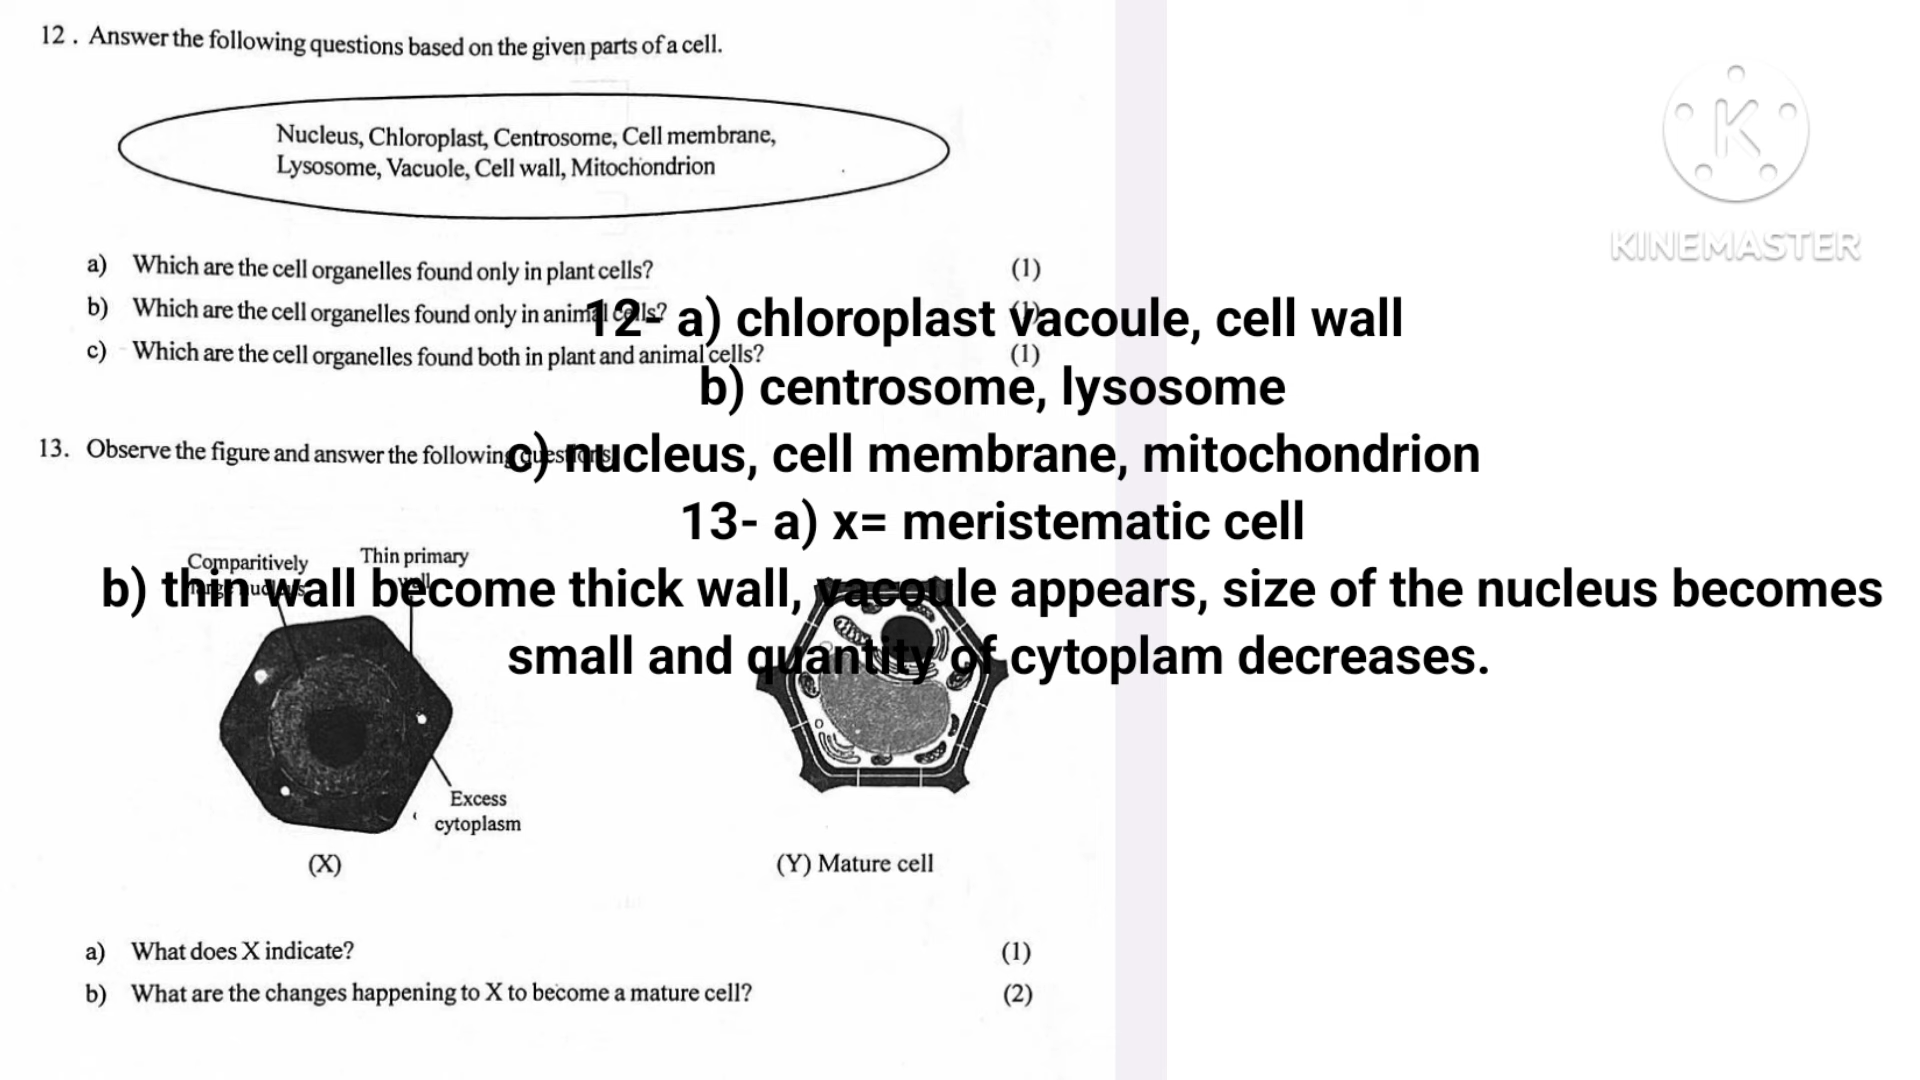 12 . Answer the following questions based on the given parts of a cell.
Nucleus, Chloroplast, Centrosome, Cell membrane,
Lysosome, Vacuole, Cell wall, Mitochondrion
a) Which are the cell organelles found only in plant cells? (1)
b) Which are the cell organelles found only in animal cells? (1)
c) Which are the cell organelles found both in plant and animal cells? (1)
13. Observe the figure and answer the following questions
Comparitively
Thin primary
wall
Excess
cytoplasm
(X)
(Y) Mature cell
a) What does X indicate? (1)
b) What are the changes happening to X to become a mature cell? (2)
12- a) chloroplast vacoule, cell wall
b) centrosome, lysosome
c) nucleus, cell membrane, mitochondrion
13- a) x= meristematic cell
b) thin wall become thick wall, vacoule appears, size of the nucleus becomes
small and quantity of cytoplam decreases.
K
KINEMASTER